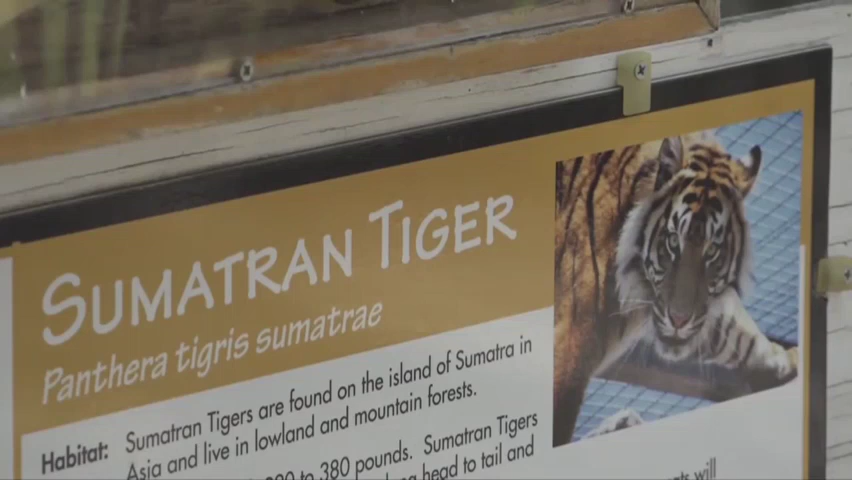 SUMATRAN TIGER
Panthera tigris sumatrae
Habitat: Sumatran Tigers are found on the island of Sumatra in
Asia and live in lowland and mountain forests.
to 380 pounds. Sumatran Tigers
head to tail and
will